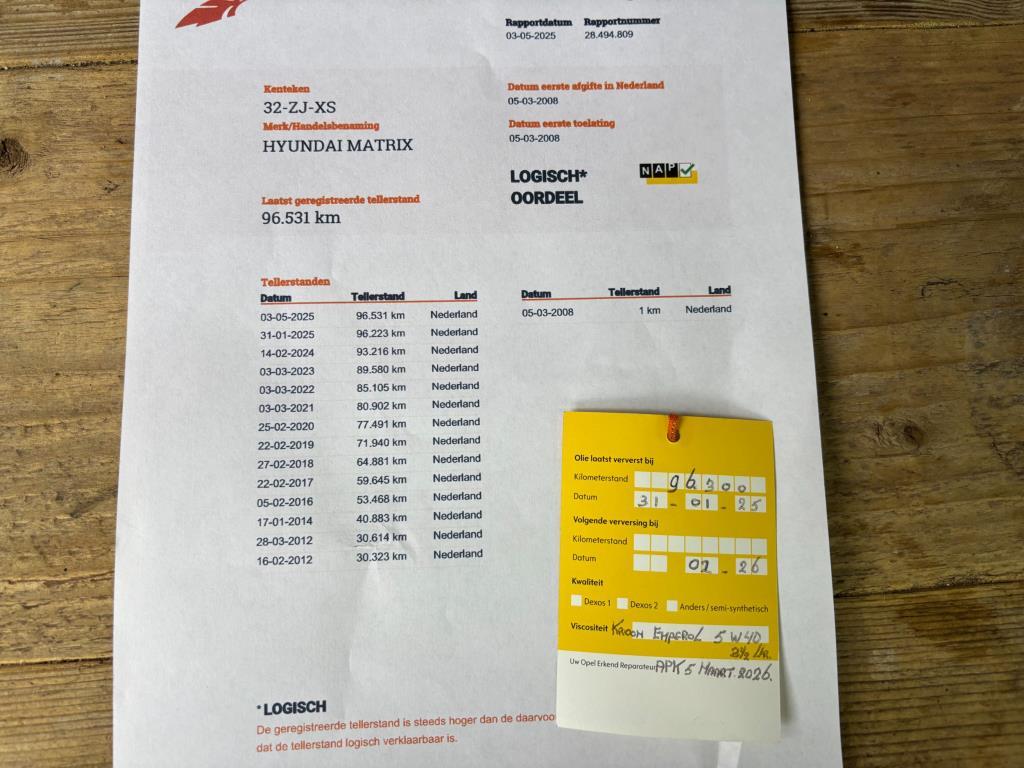 Rapportdatum Rapportnummer
03-05-2025 28.494.809
Kenteken
32-ZJ-XS
Merk/Handelsbenaming
HYUNDAI MATRIX
Datum eerste afgifte in Nederland
05-03-2008
Datum eerste toelating
05-03-2008
LOGISCH*
OORDEEL
NAP
Laatst geregistreerde tellerstand
96.531 km
Tellerstanden
Datum Tellerstand Land
03-05-2025 96.531 km Nederland
31-01-2025 96.223 km Nederland
14-02-2024 93.216 km Nederland
03-03-2023 89.580 km Nederland
03-03-2022 85.105 km Nederland
03-03-2021 80.902 km Nederland
25-02-2020 77.491 km Nederland
22-02-2019 71.940 km Nederland
27-02-2018 64.881 km Nederland
22-02-2017 59.645 km Nederland
05-02-2016 53.468 km Nederland
17-01-2014 40.883 km Nederland
28-03-2012 30.614 km Nederland
16-02-2012 30.323 km Nederland
Datum Tellerstand Land
05-03-2008 1 km Nederland
Olie laatst ververst bij
Kilometerstand 96300
Datum 31-01-25
Volgende verversing bij
Kilometerstand
Datum 02-26
Kwaliteit
Dexos 1 Dexos 2 Anders / semi-synthetisch
Viscositeit KROON EMPEROL 5W40
3½ Ltr.
Uw Opel Erkend Reparateur APK 5 MAART. 2026.
*LOGISCH
De geregistreerde tellerstand is steeds hoger dan de daarvoo
dat de tellerstand logisch verklaarbaar is.